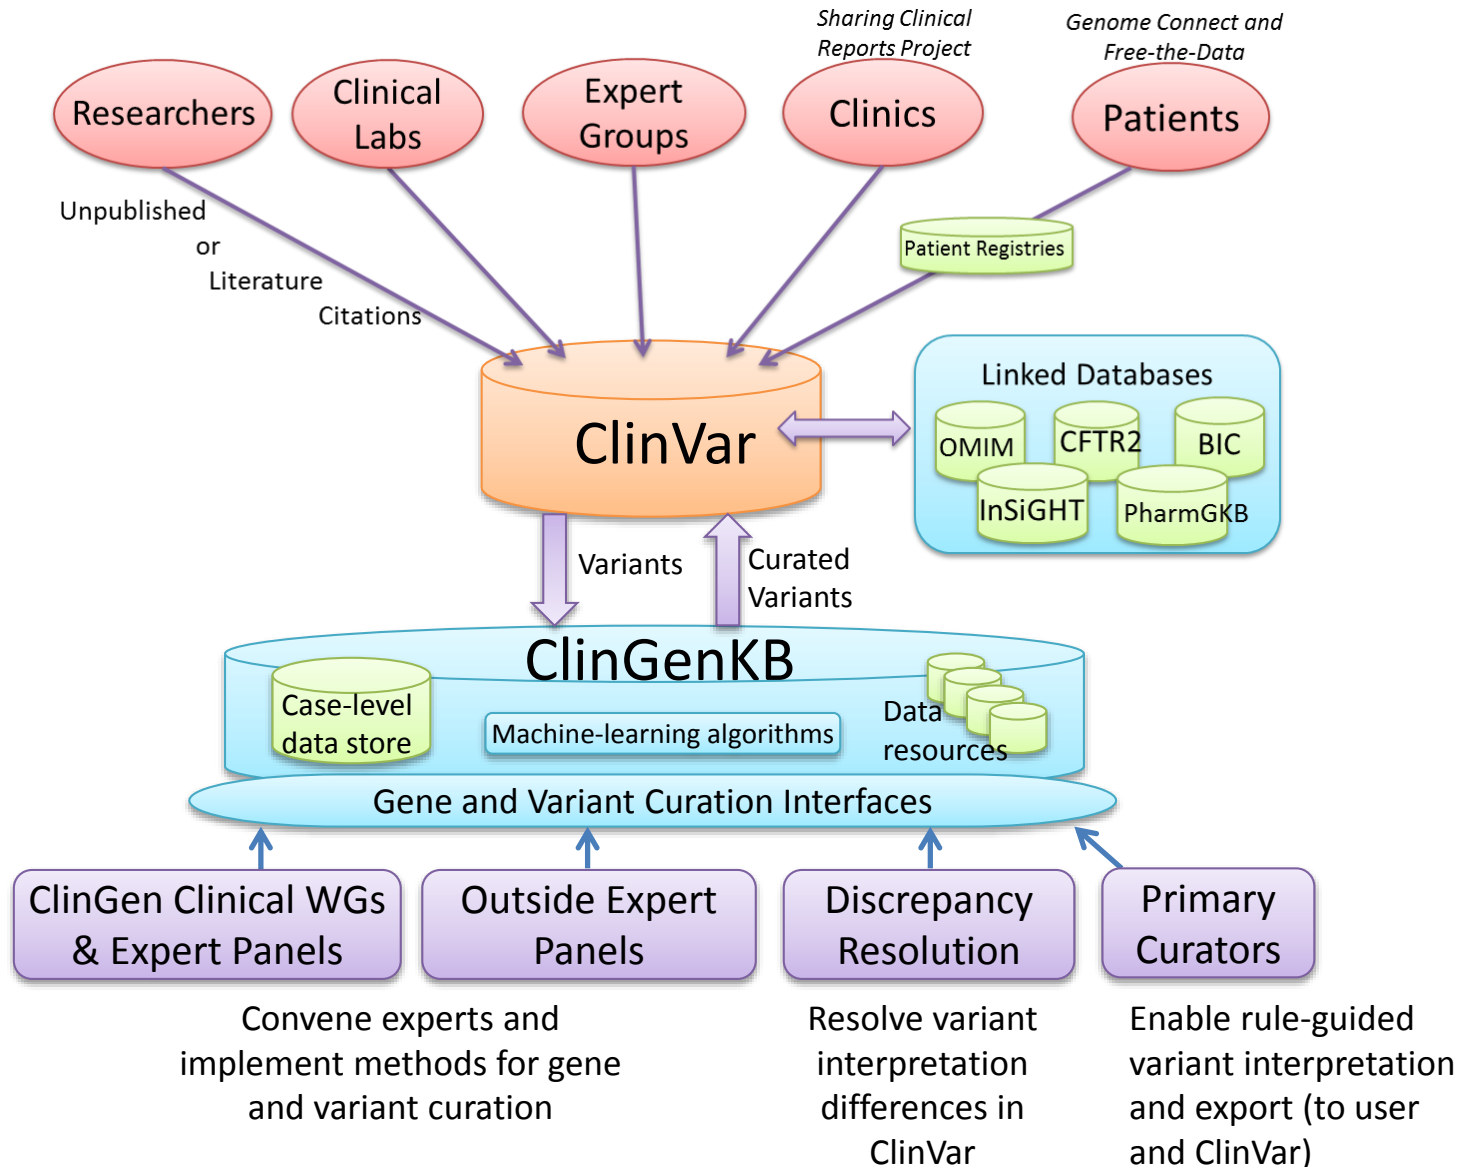 Sharing Clinical
Reports Project
Genome Connect and
Free-the-Data
Researchers
Clinical
Labs
Expert
Groups
Clinics
Patients
Unpublished
or
Literature
Citations
Patient Registries
ClinVar
Linked Databases
OMIM
CFTR2
BIC
InSiGHT
PharmGKB
Variants
Curated
Variants
ClinGenKB
Case-level
data store
Machine-learning algorithms
Data
resources
Gene and Variant Curation Interfaces
ClinGen Clinical WGs
& Expert Panels
Outside Expert
Panels
Discrepancy
Resolution
Primary
Curators
Convene experts and
implement methods for gene
and variant curation
Resolve variant
interpretation
differences in
ClinVar
Enable rule-guided
variant interpretation
and export (to user
and ClinVar)